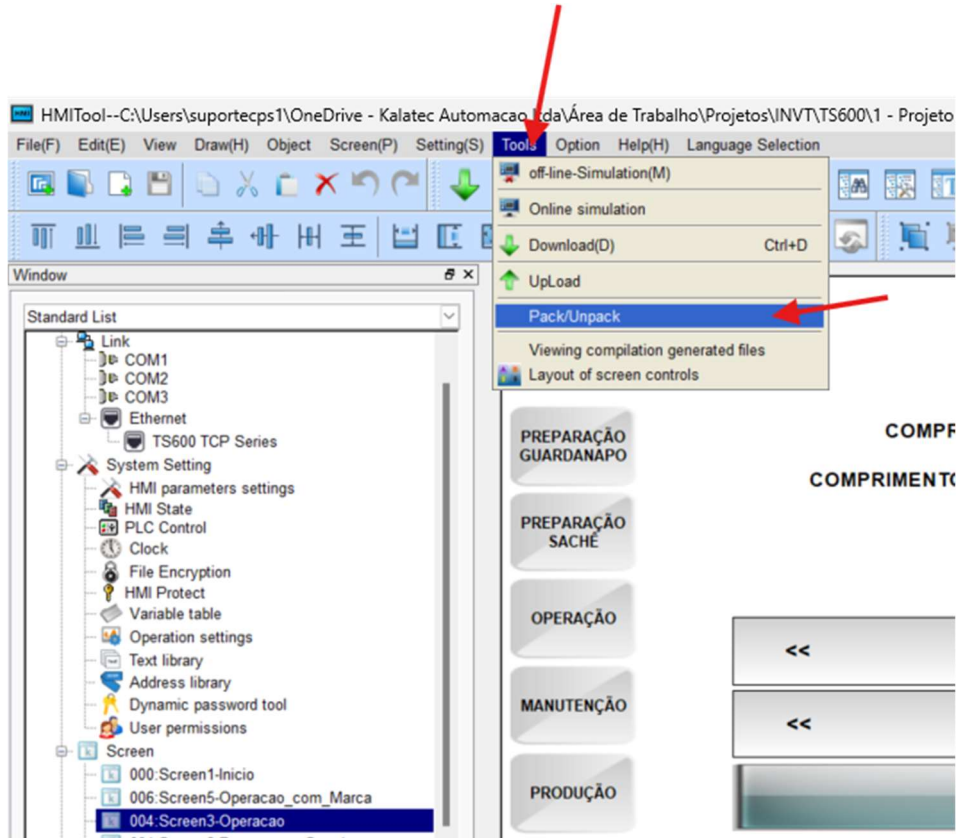 HMITool--C:\Users\suportecps1\OneDrive - Kalatec Automacao Ltda\Área de Trabalho\Projetos\INVT\TS600\1 - Projeto
File(F) Edit(E) View Draw(H) Object Screen(P) Setting(S) Tools Option Help(H) Language Selection
off-line-Simulation(M)
Online simulation
Download(D) Ctrl+D
UpLoad
Pack/Unpack
Viewing compilation generated files
Layout of screen controls
Window
Standard List
Link
COM1
COM2
COM3
Ethernet
TS600 TCP Series
System Setting
HMI parameters settings
HMI State
PLC Control
Clock
File Encryption
HMI Protect
Variable table
Operation settings
Text library
Address library
Dynamic password tool
User permissions
Screen
000:Screen1-Inicio
006:Screen5-Operacao_com_Marca
004:Screen3-Operacao
PREPARAÇÃO
GUARDANAPO
PREPARAÇÃO
SACHÊ
OPERAÇÃO
MANUTENÇÃO
PRODUÇÃO
COMPR
COMPRIMENTO
<<
<<